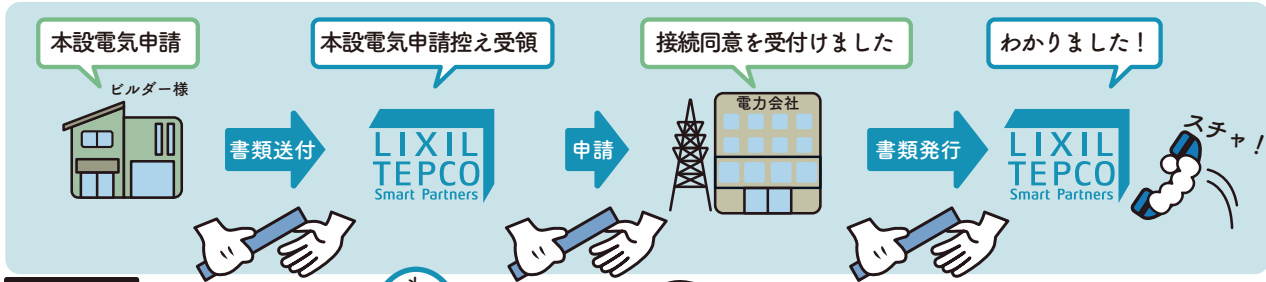 本設電気申請
本設電気申請控え受領
接続同意を受付けました
わかりました！
ビルダー様
電力会社
スチャ！
書類送付
LIXIL
TEPCO
Smart Partners
申請
書類発行
LIXIL
TEPCO
Smart Partners